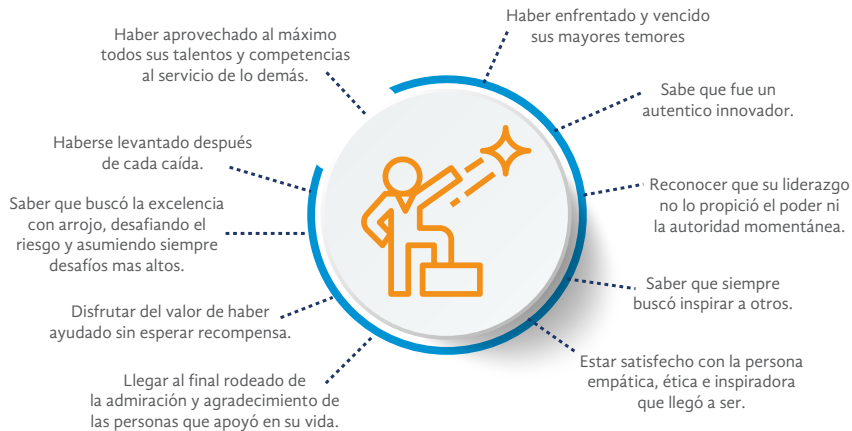 Haber aprovechado al máximo
todos sus talentos y competencias
al servicio de lo demás.
Haber enfrentado y vencido
sus mayores temores
Sabe que fue un
autentico innovador.
Haberse levantado después
de cada caída.
Reconocer que su liderazgo
no lo propició el poder ni
la autoridad momentánea.
Saber que buscó la excelencia
con arrojo, desafiando el
riesgo y asumiendo siempre
desafíos mas altos.
Saber que siempre
buscó inspirar a otros.
Disfrutar del valor de haber
ayudado sin esperar recompensa.
Estar satisfecho con la persona
empática, ética e inspiradora
que llegó a ser.
Llegar al final rodeado de
la admiración y agradecimiento de
las personas que apoyó en su vida.